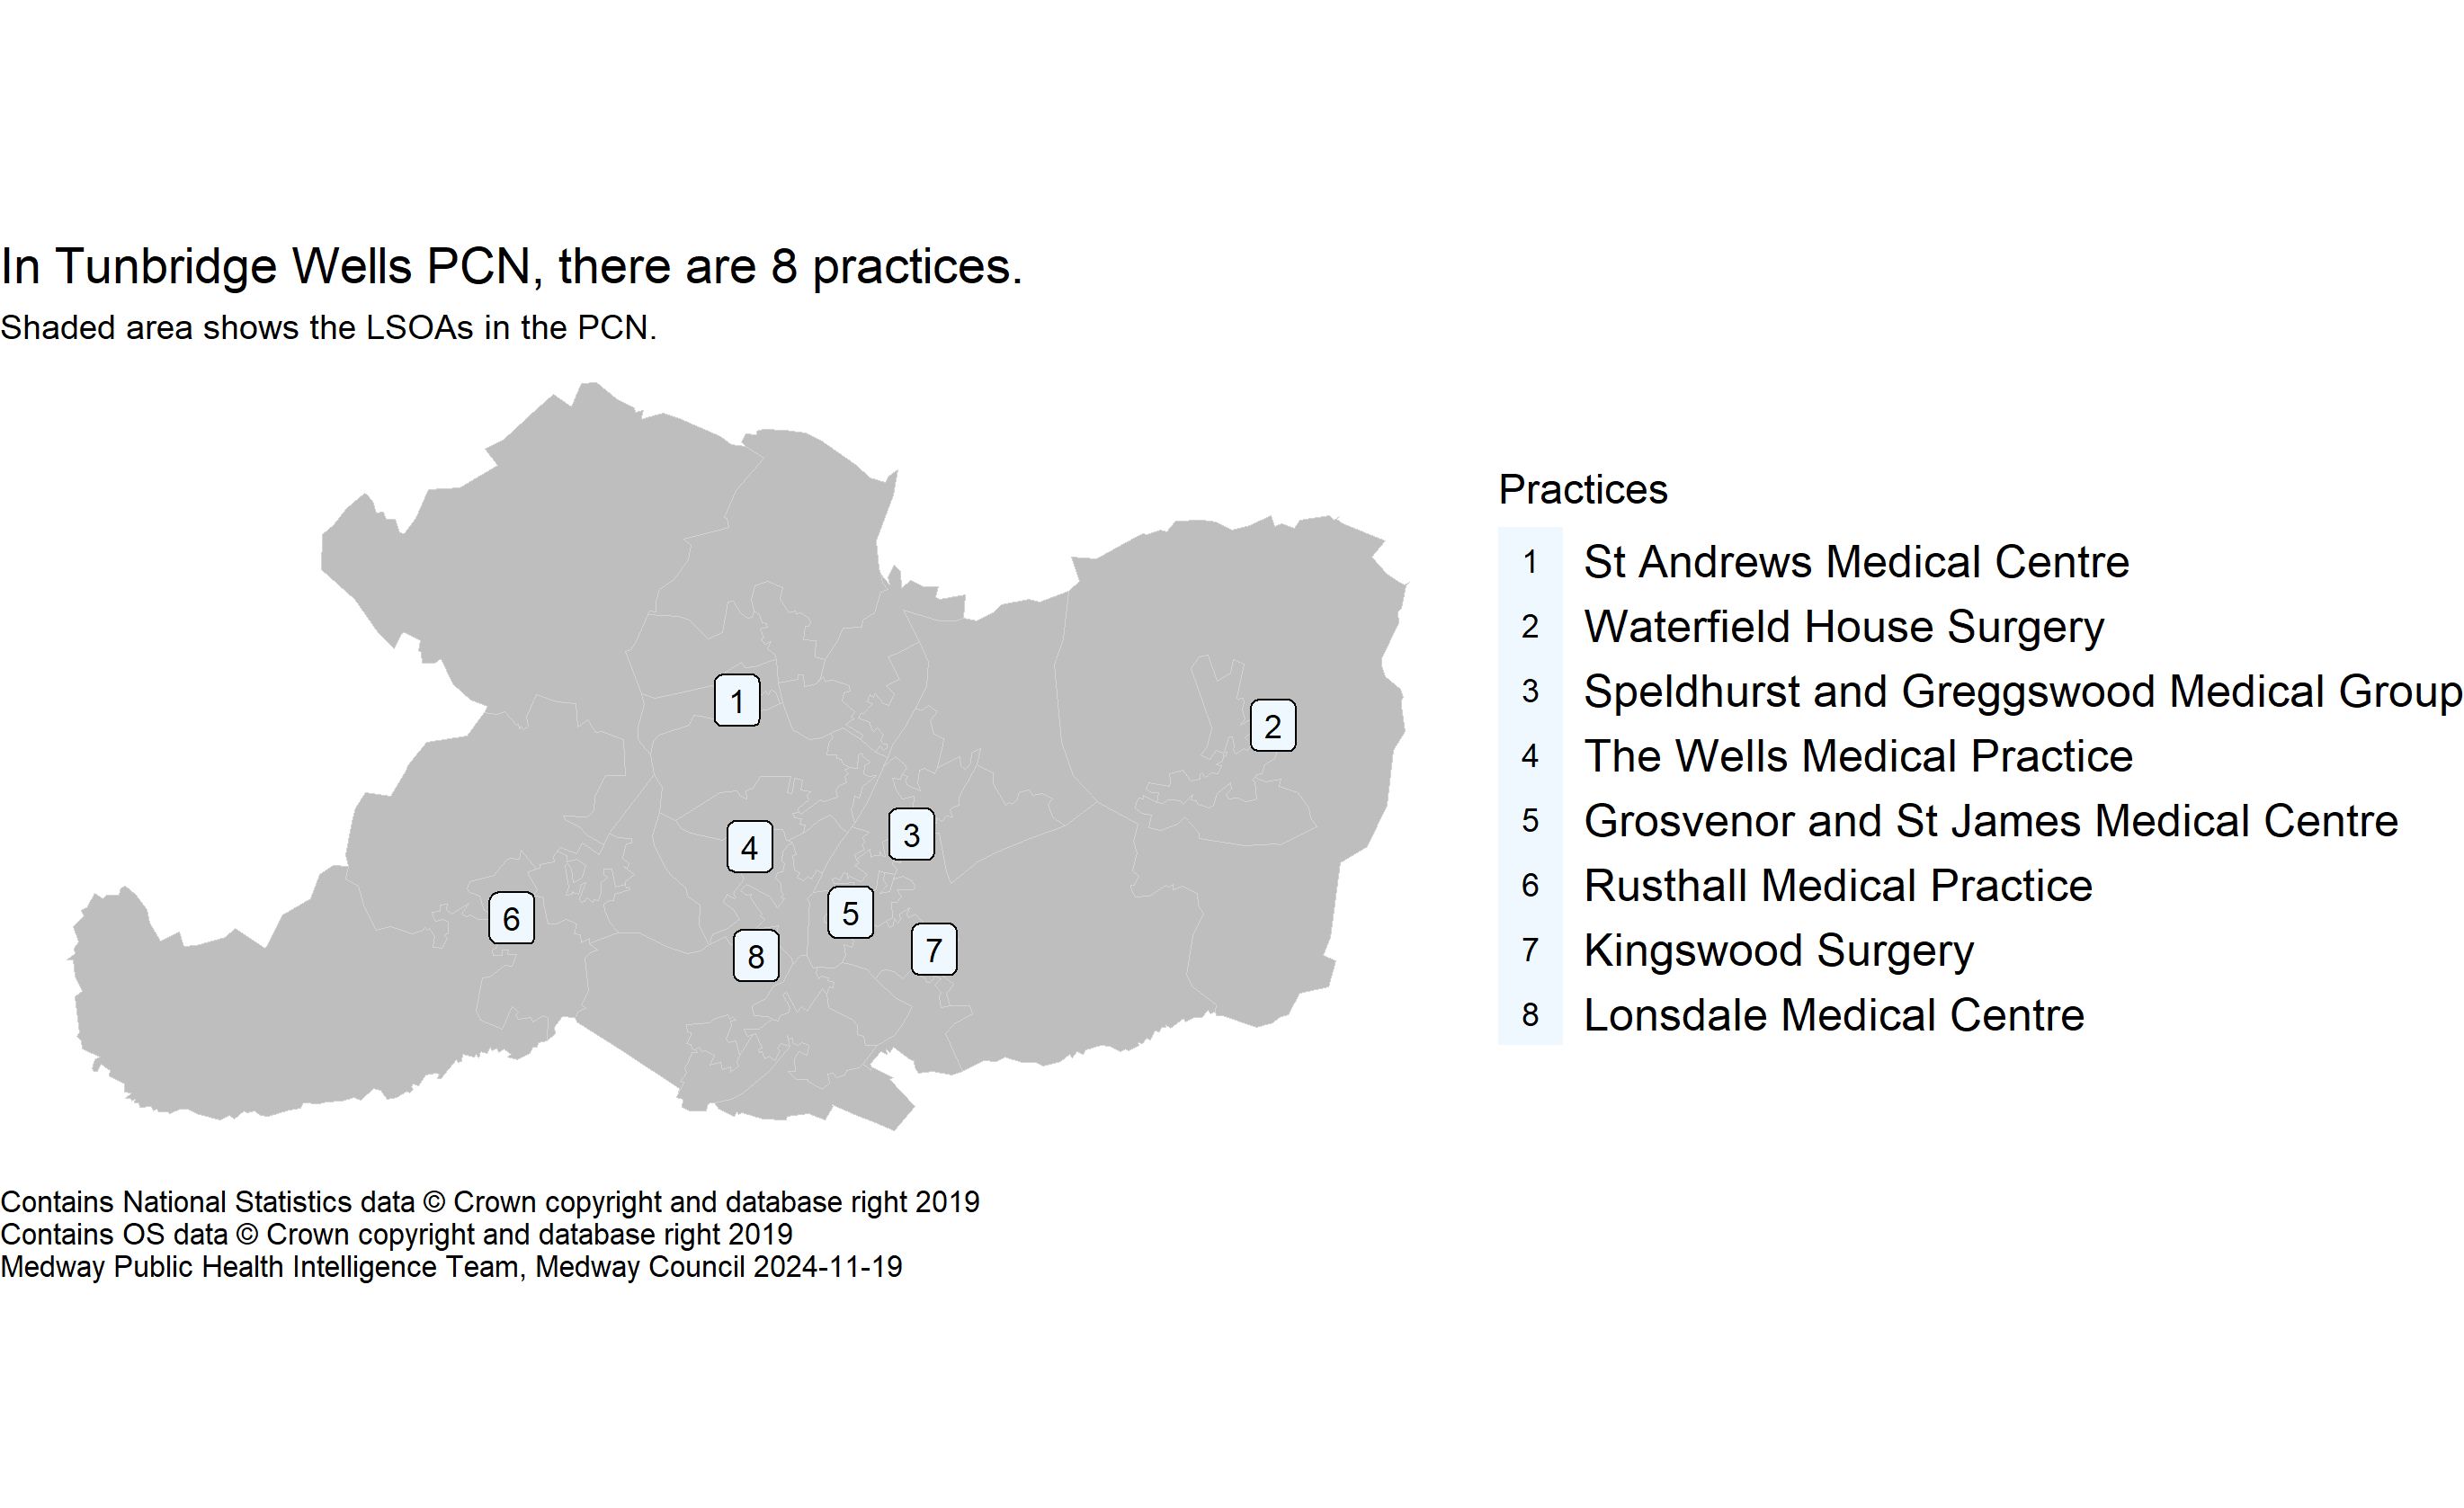 In Tunbridge Wells PCN, there are 8 practices.
Shaded area shows the LSOAs in the PCN.
1
2
3
4
5
6
7
8
Practices
1 St Andrews Medical Centre
2 Waterfield House Surgery
3 Speldhurst and Greggswood Medical Group
4 The Wells Medical Practice
5 Grosvenor and St James Medical Centre
6 Rusthall Medical Practice
7 Kingswood Surgery
8 Lonsdale Medical Centre
Contains National Statistics data © Crown copyright and database right 2019
Contains OS data © Crown copyright and database right 2019
Medway Public Health Intelligence Team, Medway Council 2024-11-19